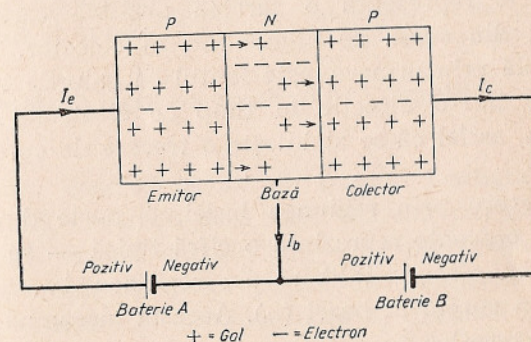 P N P
Ie Ic
Emitor Bază Colector
Ib
Pozitiv Negativ Pozitiv Negativ
Baterie A Baterie B
+ = Gol — = Electron